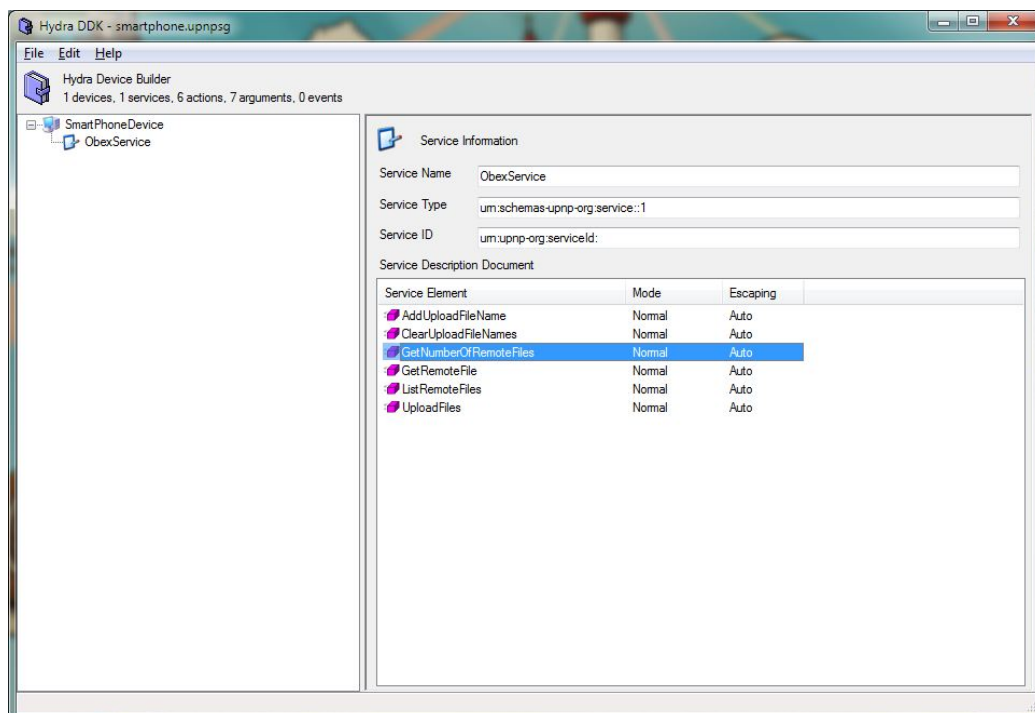 Hydra DDK - smartphone.upnpsg
File Edit Help
Hydra Device Builder
1 devices, 1 services, 6 actions, 7 arguments, 0 events
SmartPhoneDevice
ObexService
Service Information
Service Name ObexService
Service Type urn:schemas-upnp-org:service::1
Service ID urn:upnp-org:serviceId:
Service Description Document
Service Element Mode Escaping
AddUploadFileName Normal Auto
ClearUploadFileNames Normal Auto
GetNumberOfRemoteFiles Normal Auto
GetRemoteFile Normal Auto
ListRemoteFiles Normal Auto
UploadFiles Normal Auto